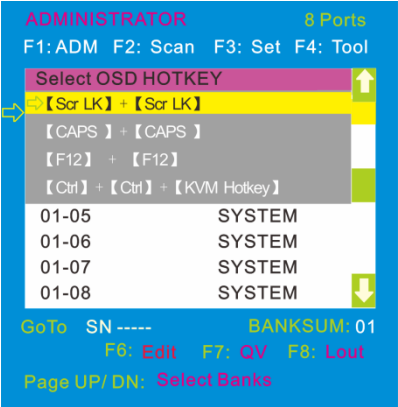 ADMINISTRATOR 8 Ports
F1: ADM F2: Scan F3: Set F4: Tool
Select OSD HOTKEY
【Scr LK】+【Scr LK】
【CAPS 】+【CAPS 】
【F12】 + 【F12】
【Ctrl】+【Ctrl】+【KVM Hotkey】
01-05 SYSTEM
01-06 SYSTEM
01-07 SYSTEM
01-08 SYSTEM
GoTo SN ----- BANKSUM: 01
F6: Edit F7: QV F8: Lout
Page UP/ DN: Select Banks